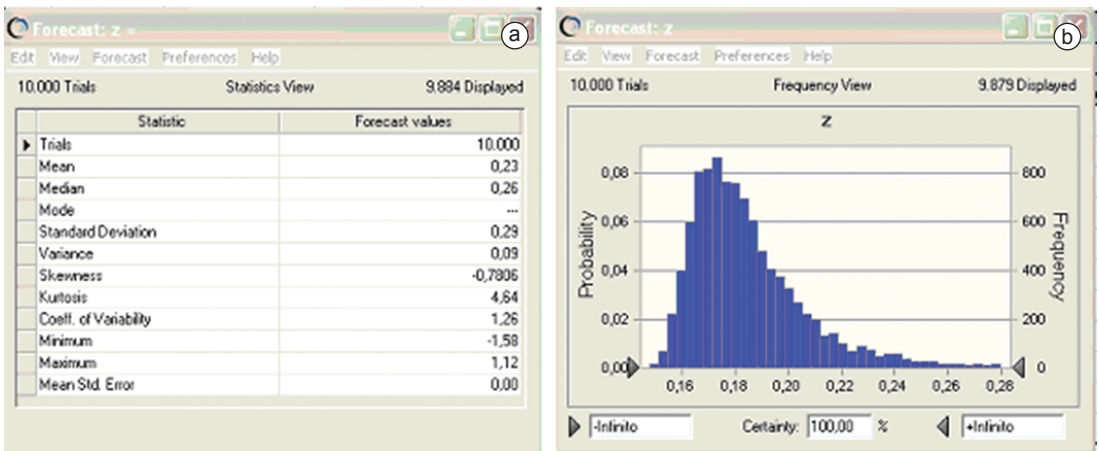 Forecast: z =
a
Edit View Forecast Preferences Help
10.000 Trials Statistics View 9.884 Displayed
Statistic Forecast values
Trials 10.000
Mean 0,23
Median 0,26
Mode ---
Standard Deviation 0,29
Variance 0,09
Skewness -0,7806
Kurtosis 4,64
Coeff. of Variability 1,26
Minimum -1,58
Maximum 1,12
Mean Std. Error 0,00
Forecast: z
b
Edit View Forecast Preferences Help
10.000 Trials Frequency View 9.879 Displayed
z
Probability
0,08
0,06
0,04
0,02
0,00
800
600
400
200
0
Frequency
0,16 0,18 0,20 0,22 0,24 0,26 0,28
-Infinito Certainty: 100,00 % +Infinito